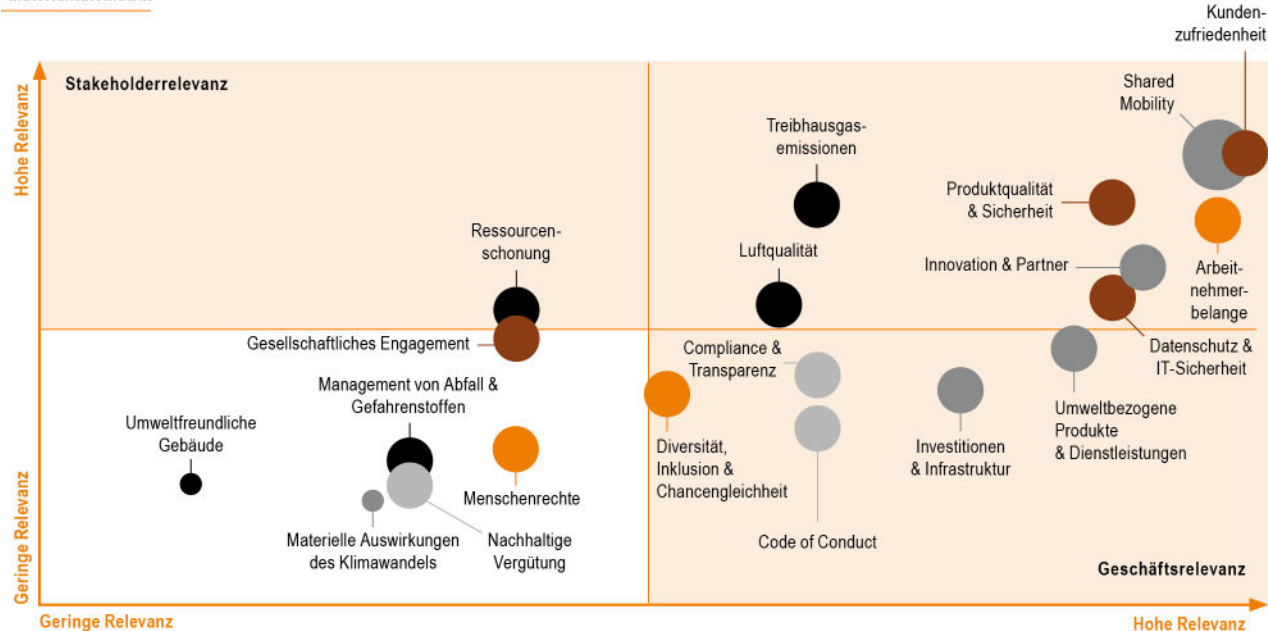 Kunden-
zufriedenheit
Stakeholderrelevanz
Hohe Relevanz
Shared
Mobility
Treibhausgas-
emissionen
Produktqualität
& Sicherheit
Ressourcen-
schonung
Luftqualität
Innovation & Partner
Arbeit-
nehmer-
belange
Gesellschaftliches Engagement
Compliance &
Transparenz
Datenschutz &
IT-Sicherheit
Management von Abfall &
Gefahrenstoffen
Umweltfreundliche
Gebäude
Umweltbezogene
Produkte
& Dienstleistungen
Diversität,
Inklusion &
Chancengleichheit
Investitionen
& Infrastruktur
Menschenrechte
Materielle Auswirkungen
des Klimawandels
Nachhaltige
Vergütung
Code of Conduct
Geringe Relevanz
Geschäftsrelevanz
Geringe Relevanz
Hohe Relevanz